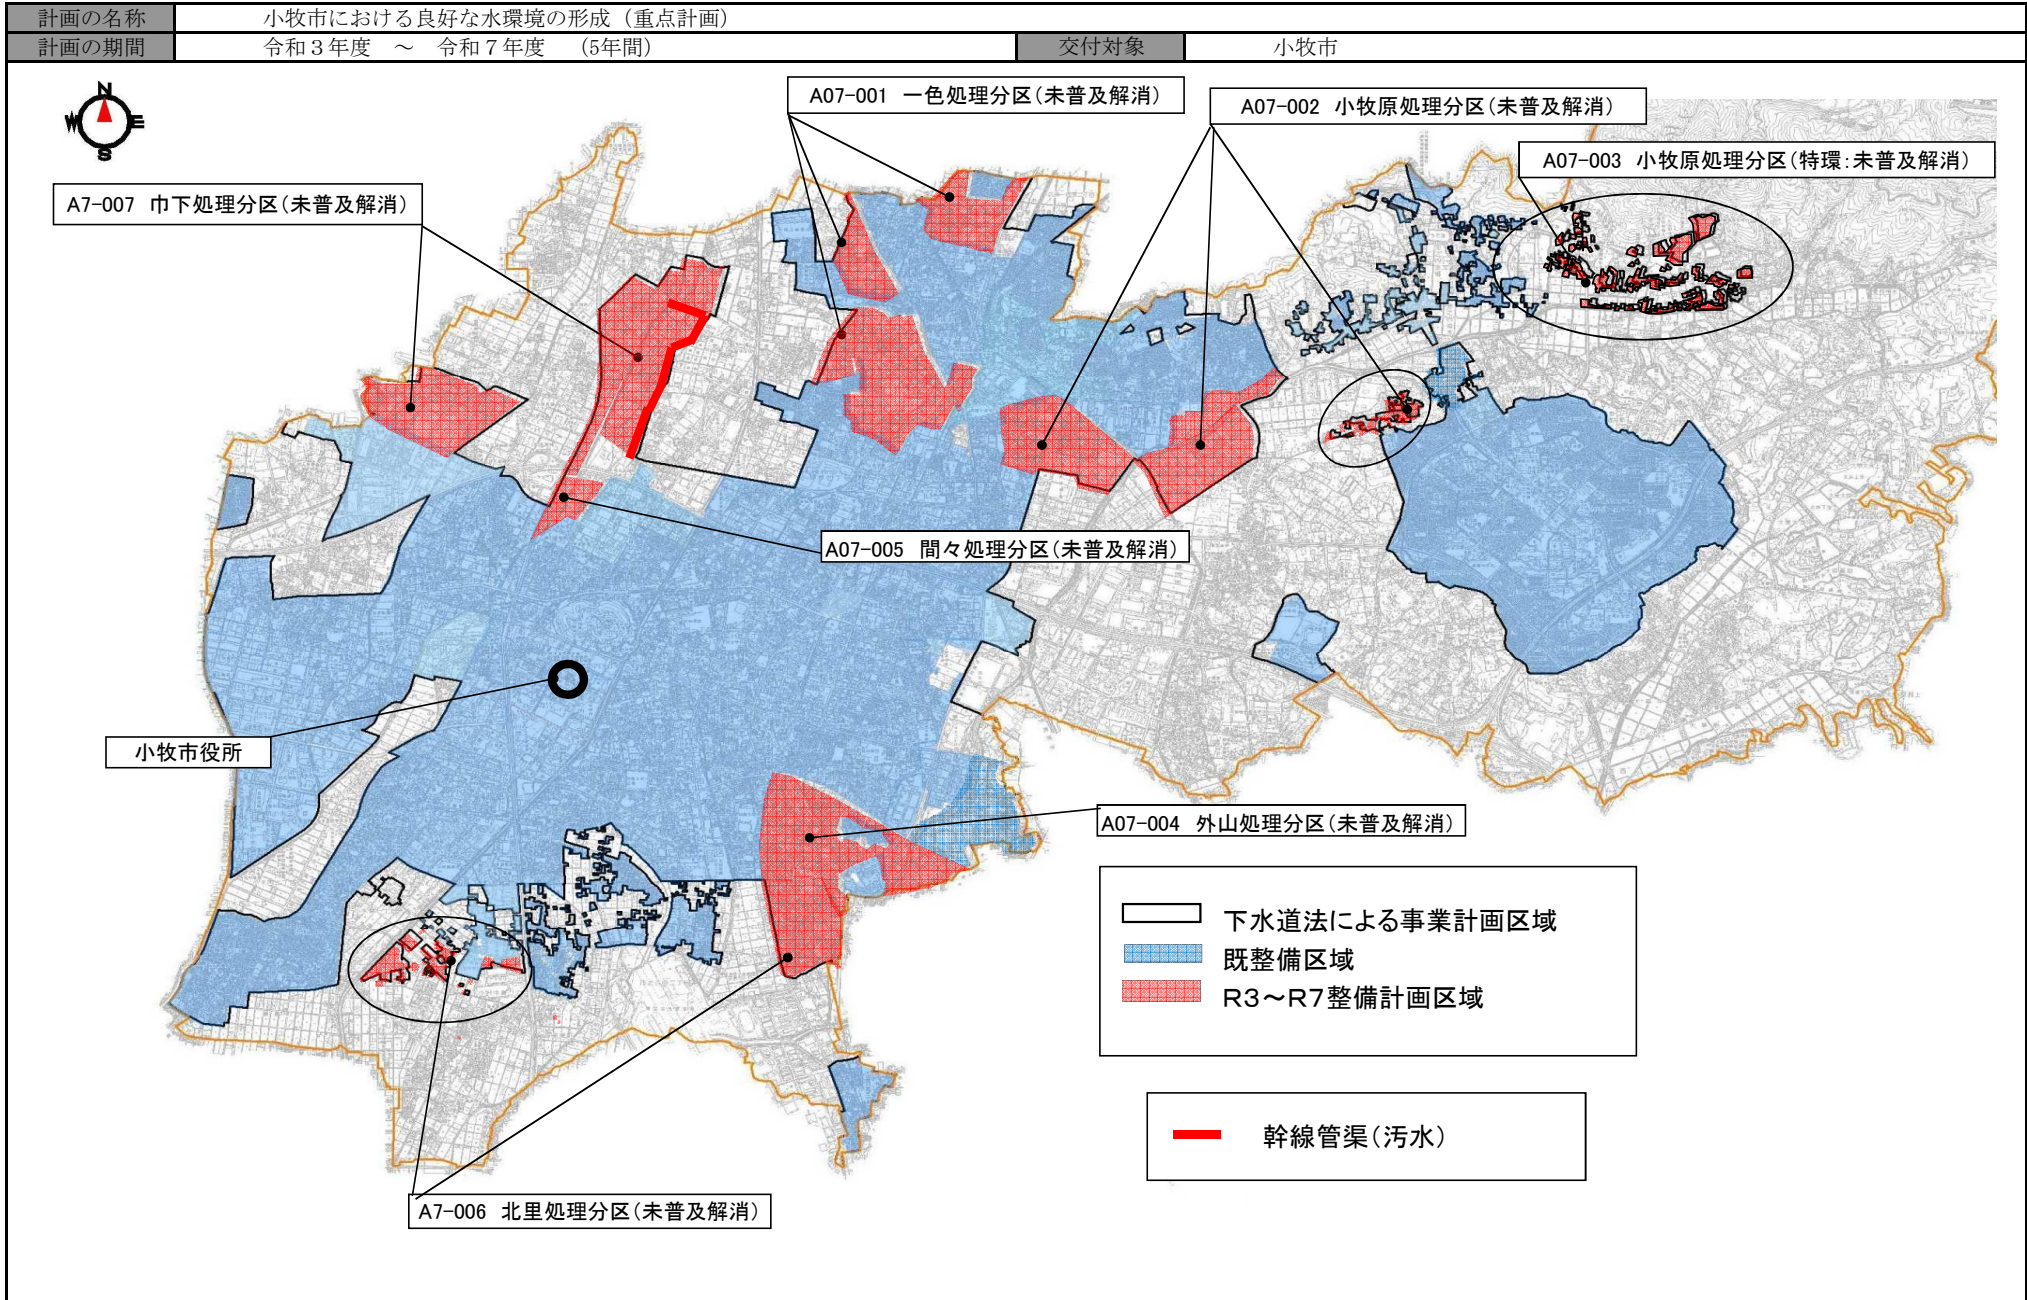 計画の名称 小牧市における良好な水環境の形成（重点計画）
計画の期間 令和３年度 ～ 令和７年度 （5年間） 交付対象 小牧市
N
W E
S
A07-001 一色処理分区（未普及解消）
A07-002 小牧原処理分区（未普及解消）
A07-003 小牧原処理分区（特環：未普及解消）
A7-007 巾下処理分区（未普及解消）
A07-005 間々処理分区（未普及解消）
小牧市役所
A07-004 外山処理分区（未普及解消）
下水道法による事業計画区域
既整備区域
R3～R7整備計画区域
幹線管渠（汚水）
A7-006 北里処理分区（未普及解消）